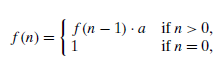 f(n) = { f(n − 1) · a if n > 0,
1 if n = 0,